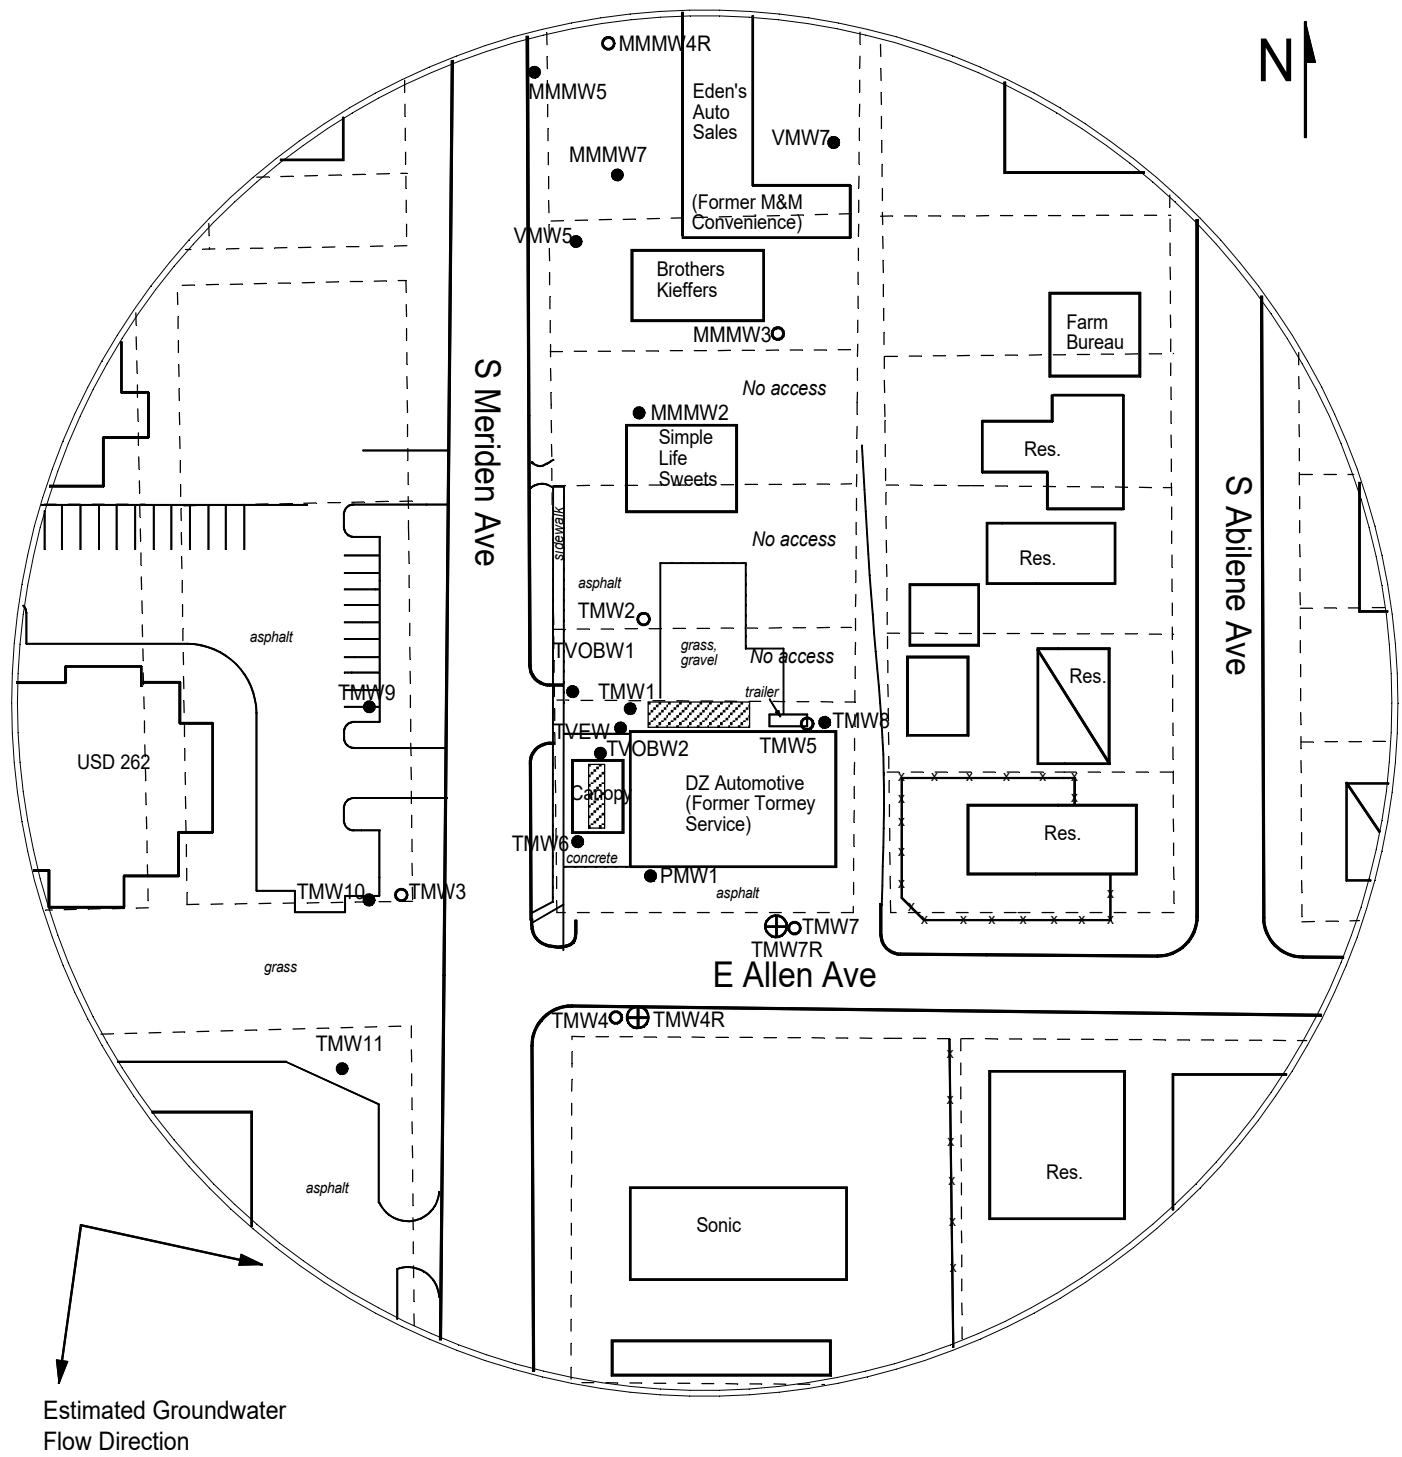 MMMW4R
N
MMMW5
Eden's
Auto
Sales
VMW7
MMMW7
(Former M&M
Convenience)
VMW5
Brothers
Kieffers
MMMW3
Farm
Bureau
S Meriden Ave
No access
MMMW2
Simple
Life
Sweets
Res.
S Abilene Ave
sidewalk
No access
Res.
asphalt
TMW2
asphalt
TVOBW1
grass,
gravel
No access
Res.
TMW9
TMW1
trailer
TMW8
TVEW
TVOBW2
TMW5
USD 262
Canopy
DZ Automotive
(Former Tormey
Service)
Res.
TMW6
concrete
PMW1
asphalt
TMW10
TMW3
TMW7
TMW7R
grass
E Allen Ave
TMW4
TMW4R
TMW11
Res.
asphalt
Sonic
Estimated Groundwater
Flow Direction